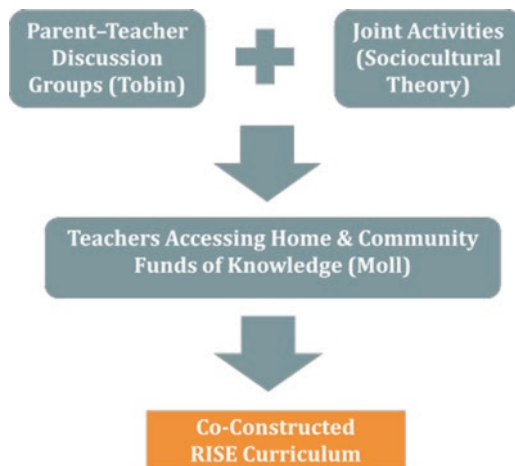 Parent–Teacher
Discussion
Groups (Tobin)
Joint Activities
(Sociocultural
Theory)
Teachers Accessing Home & Community
Funds of Knowledge (Moll)
Co-Constructed
RISE Curriculum